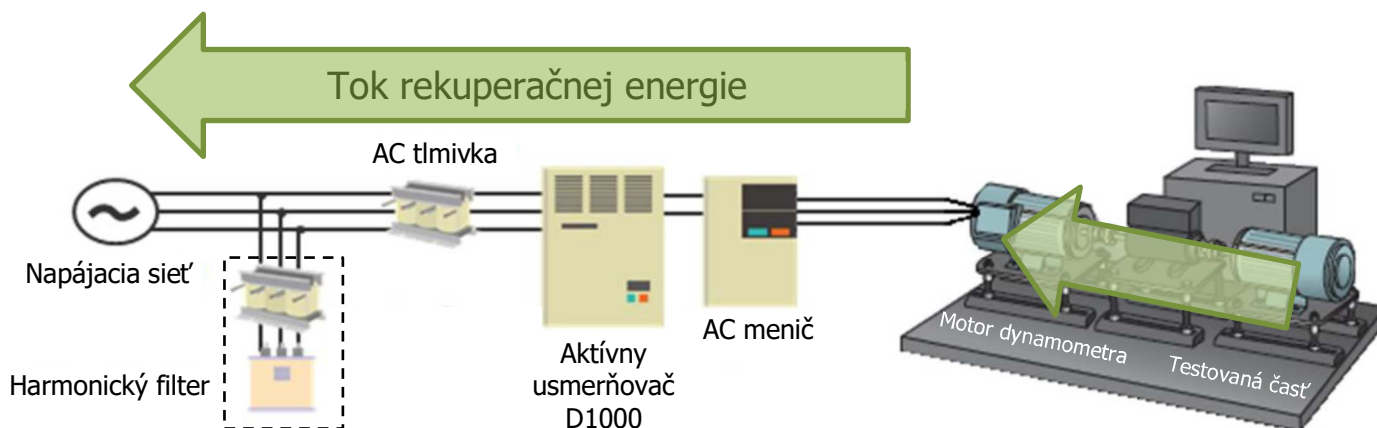 Tok rekuperačnej energie
AC tlmivka
Napájacia sieť
AC menič
Motor dynamometra
Testovaná časť
Harmonický filter
Aktívny
usmerňovač
D1000